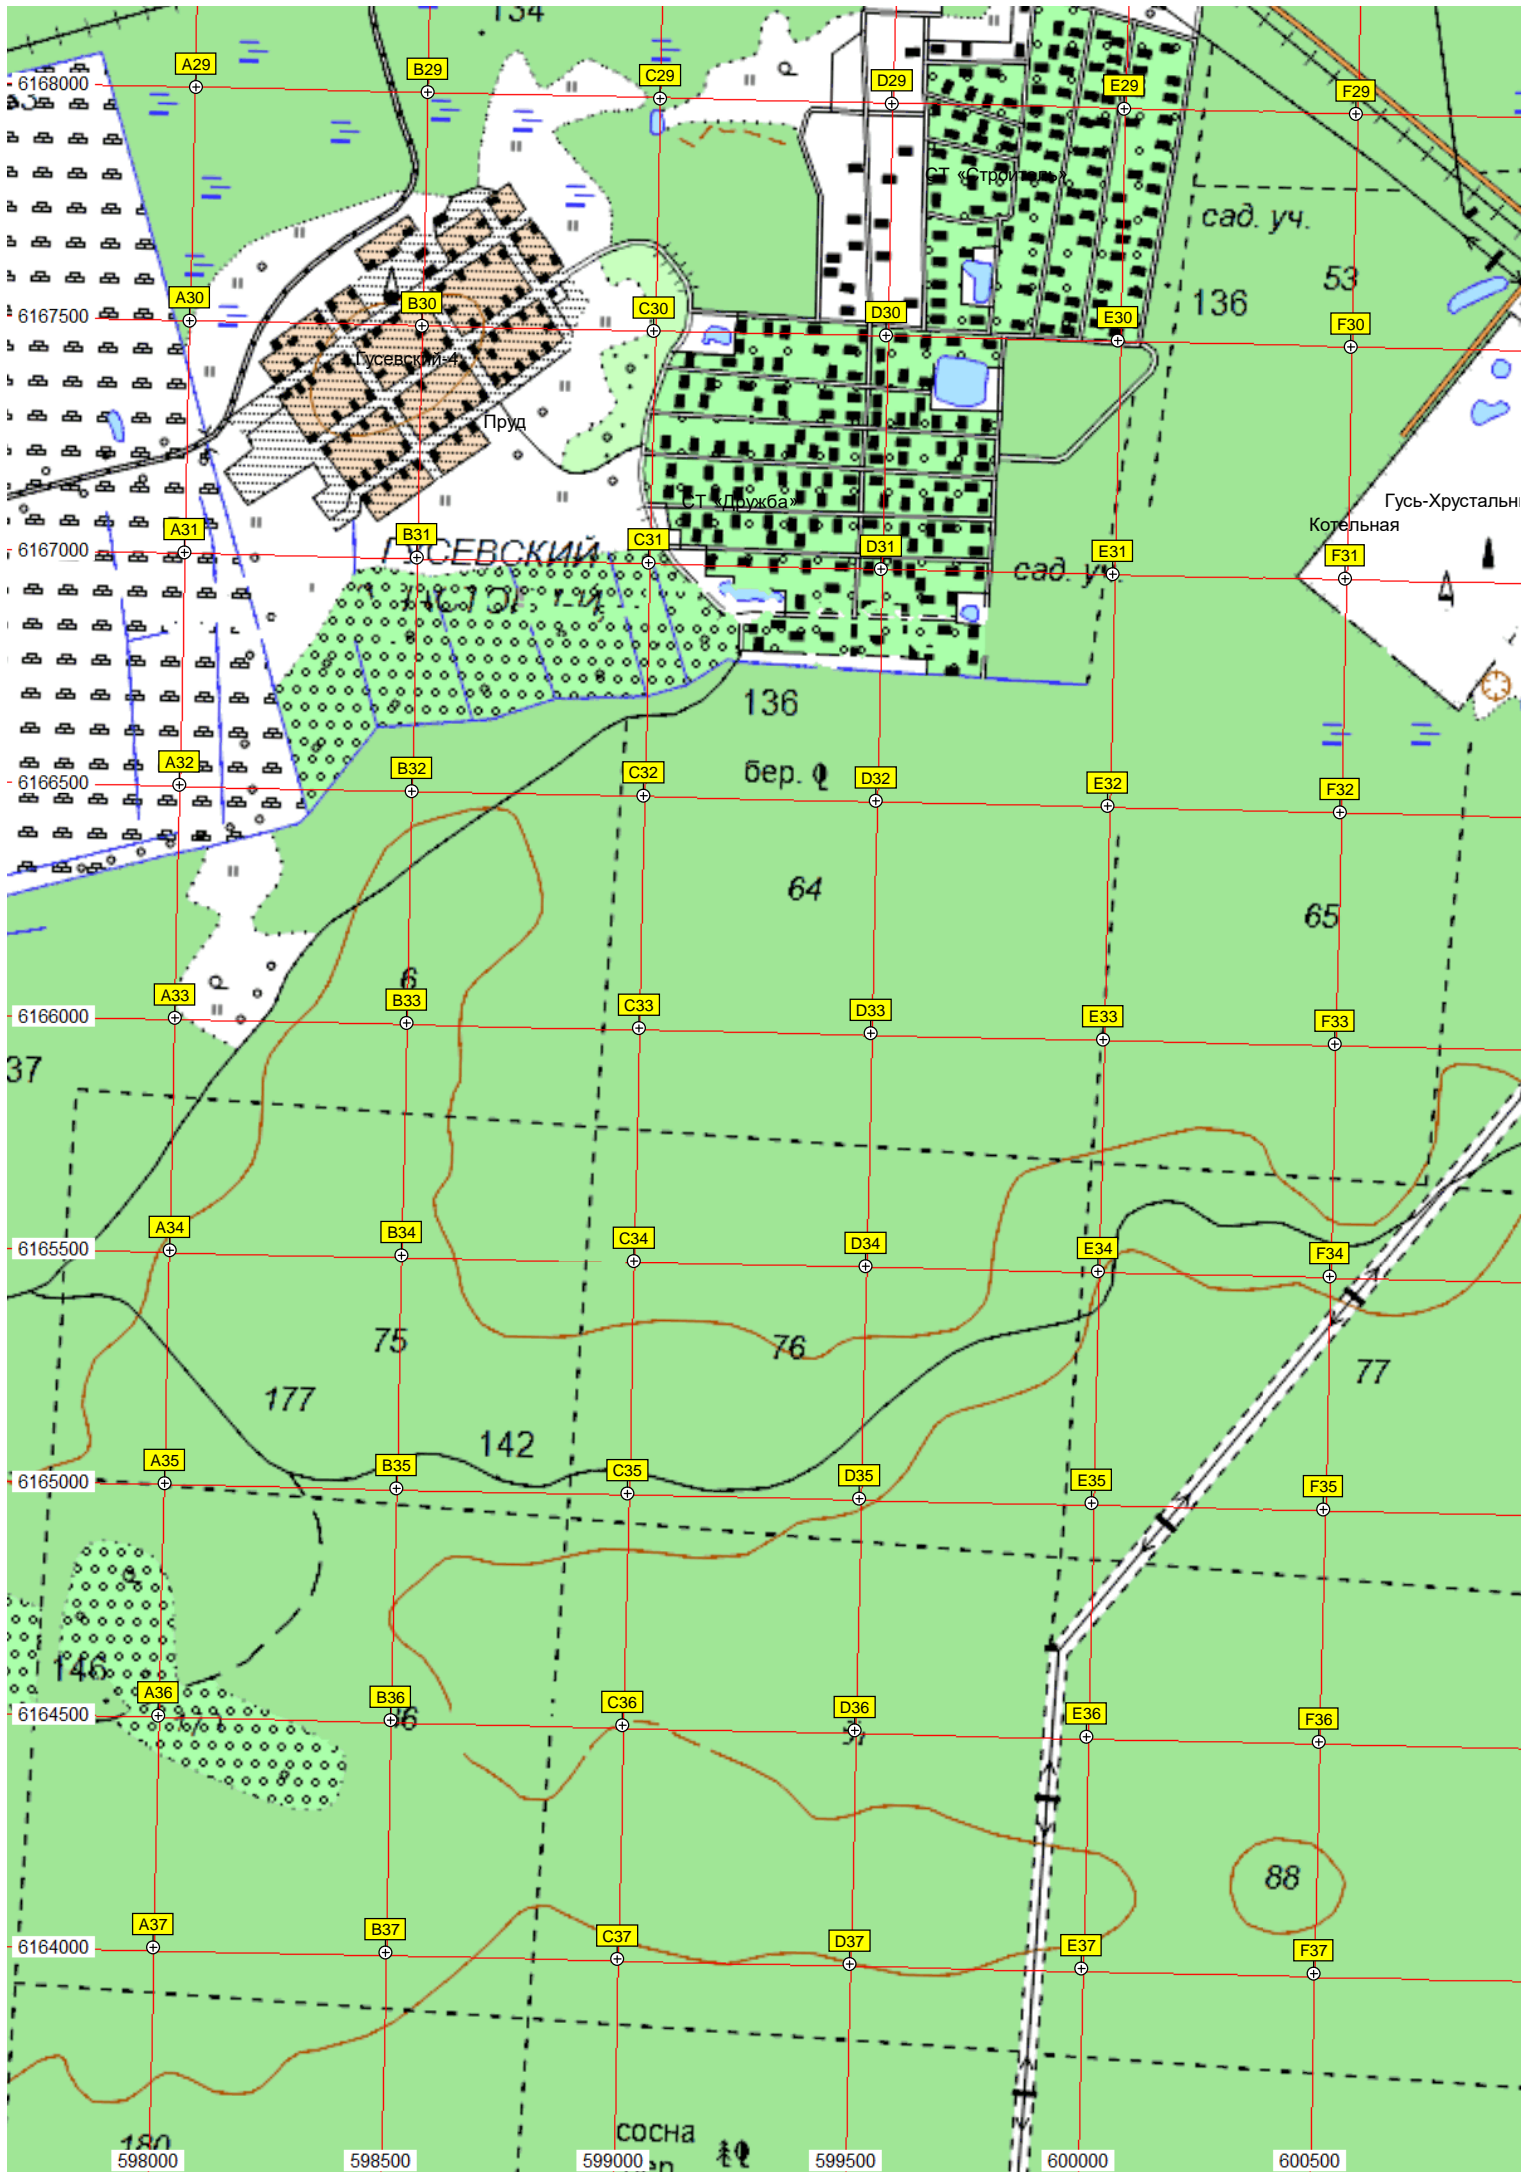 134
A29 B29 C29 D29 E29 F29
6168000
СТ «Строитель»
сад. уч.
53
136
A30 B30 C30 D30 E30 F30
6167500
Гусевский-4
Пруд
СТ «Дружба»
Гусь-Хрустальн
Котельная
A31 B31 C31 D31 E31 F31
6167000
ГУСЕВСКИЙ
сад. у
136
A32 B32 C32 D32 E32 F32
6166500
бер.
64
65
6
A33 B33 C33 D33 E33 F33
6166000
37
A34 B34 C34 D34 E34 F34
6165500
75
76
77
177
142
A35 B35 C35 D35 E35 F35
6165000
146
A36 B36 C36 D36 E36 F36
6164500
88
A37 B37 C37 D37 E37 F37
6164000
сосна
180
598000 598500 599000 599500 600000 600500